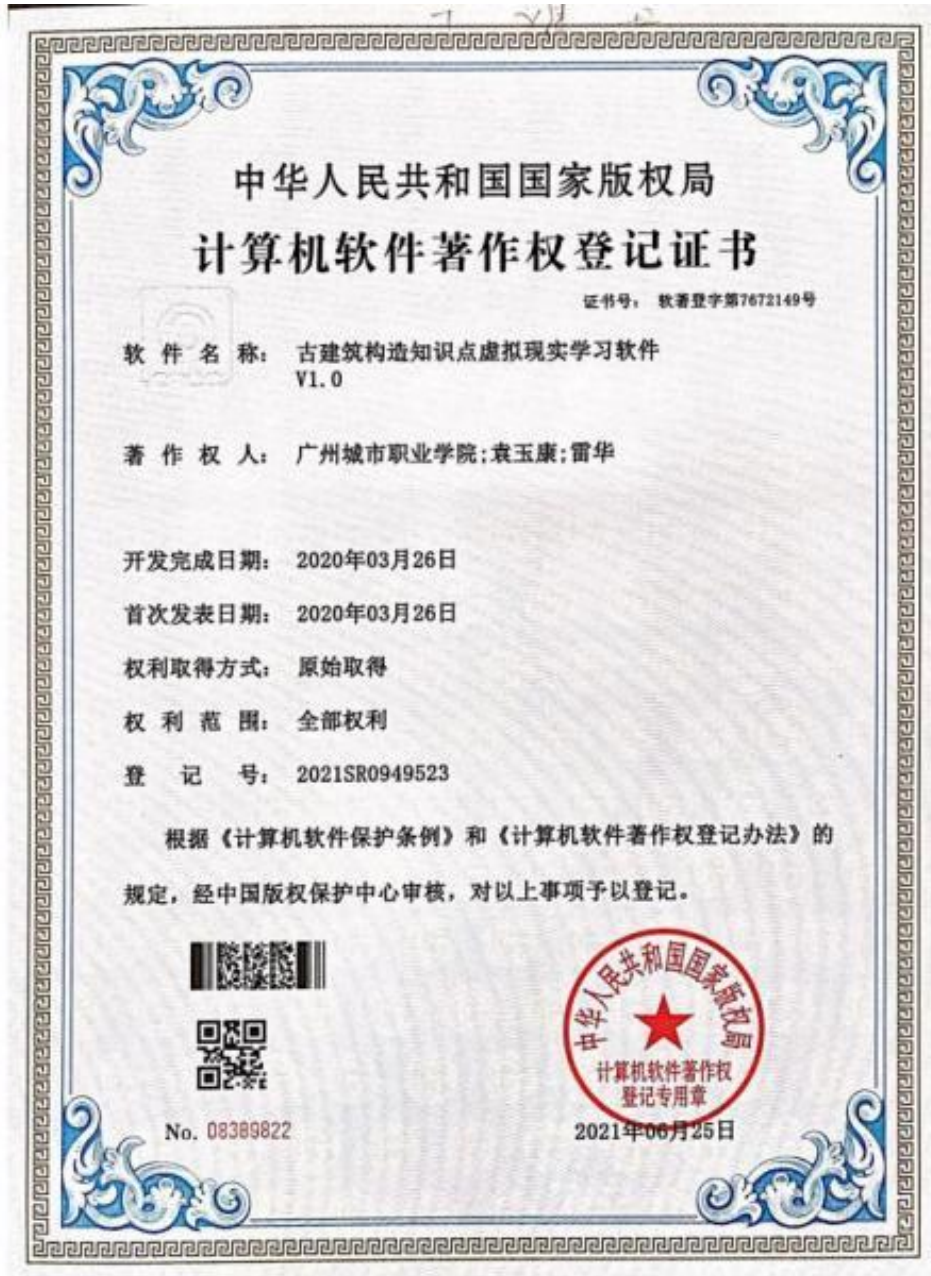 中华人民共和国国家版权局
计算机软件著作权登记证书
证书号： 软著登字第7672149号
软件名称： 古建筑构造知识点虚拟现实学习软件
V1.0
著作权人： 广州城市职业学院;袁玉康;雷华
开发完成日期： 2020年03月26日
首次发表日期： 2020年03月26日
权利取得方式： 原始取得
权利范围： 全部权利
登记号： 2021SR0949523
根据《计算机软件保护条例》和《计算机软件著作权登记办法》的
规定，经中国版权保护中心审核，对以上事项予以登记。
中华人民共和国国家版权局
计算机软件著作权
登记专用章
No. 08389822
2021年06月25日